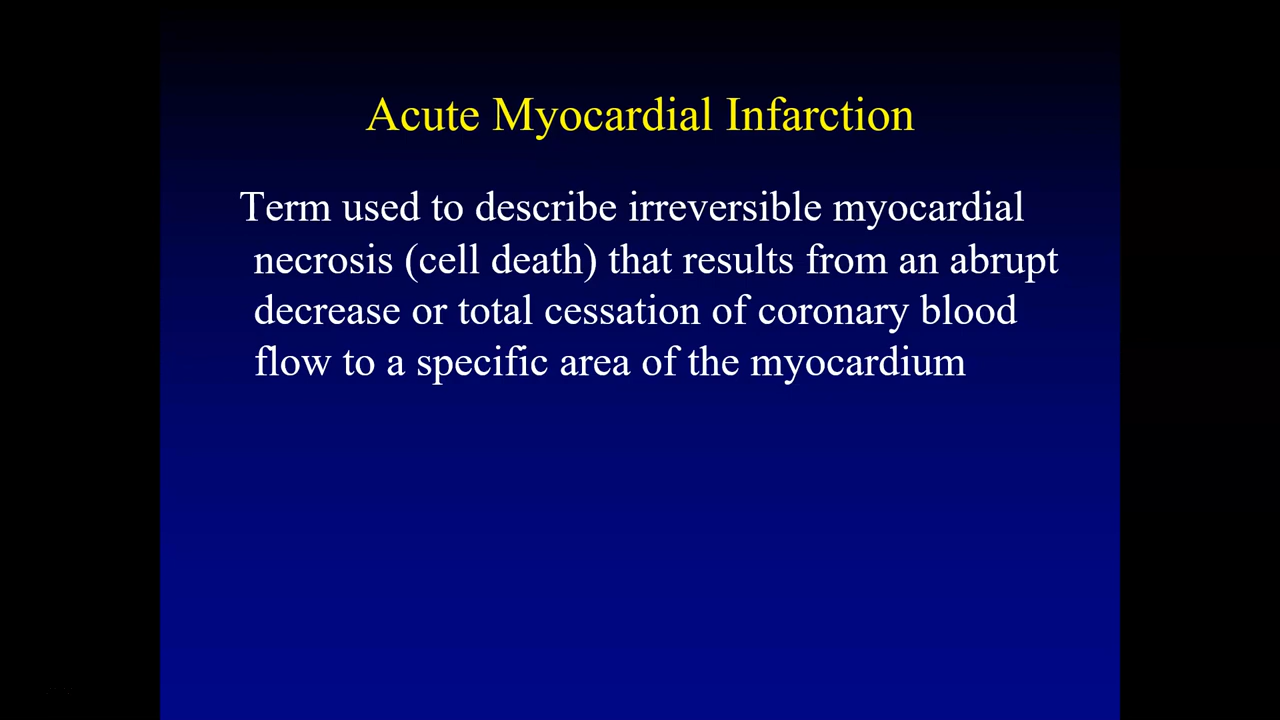 Acute Myocardial Infarction
Term used to describe irreversible myocardial
necrosis (cell death) that results from an abrupt
decrease or total cessation of coronary blood
flow to a specific area of the myocardium